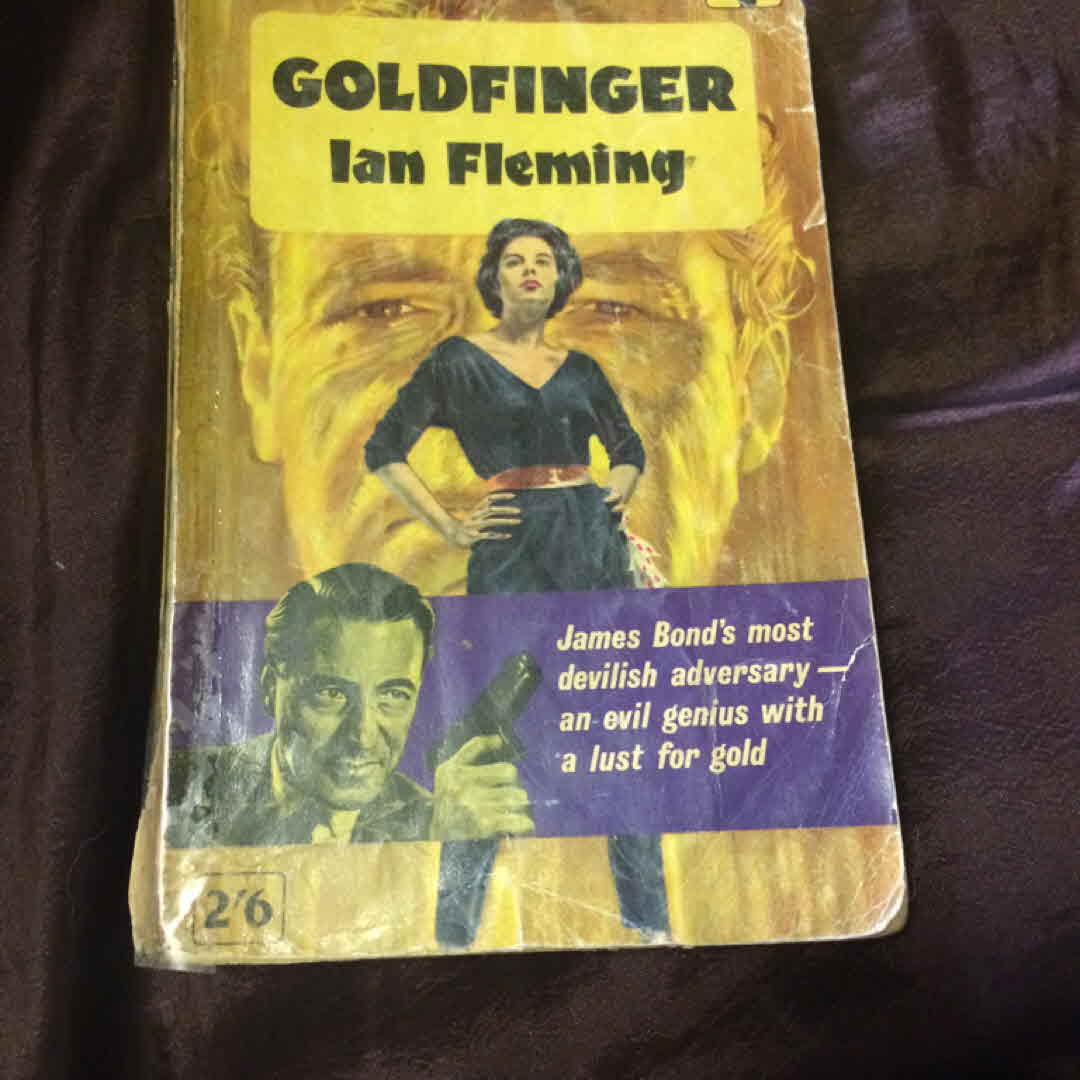 GOLDFINGER
Ian Fleming
James Bond's most
devilish adversary —
an evil genius with
a lust for gold
2'6